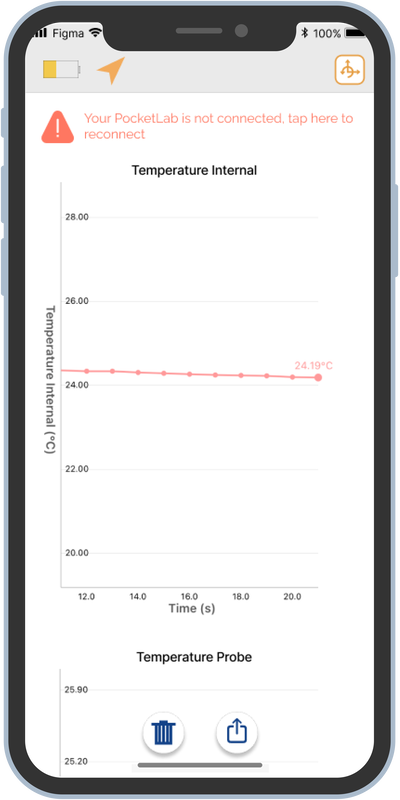 Figma
100%
Your PocketLab is not connected, tap here to
reconnect
Temperature Internal
28.00
26.00
24.19°C
24.00
22.00
20.00
Temperature Internal (°C)
12.0 14.0 16.0 18.0 20.0
Time (s)
Temperature Probe
25.90
25.20